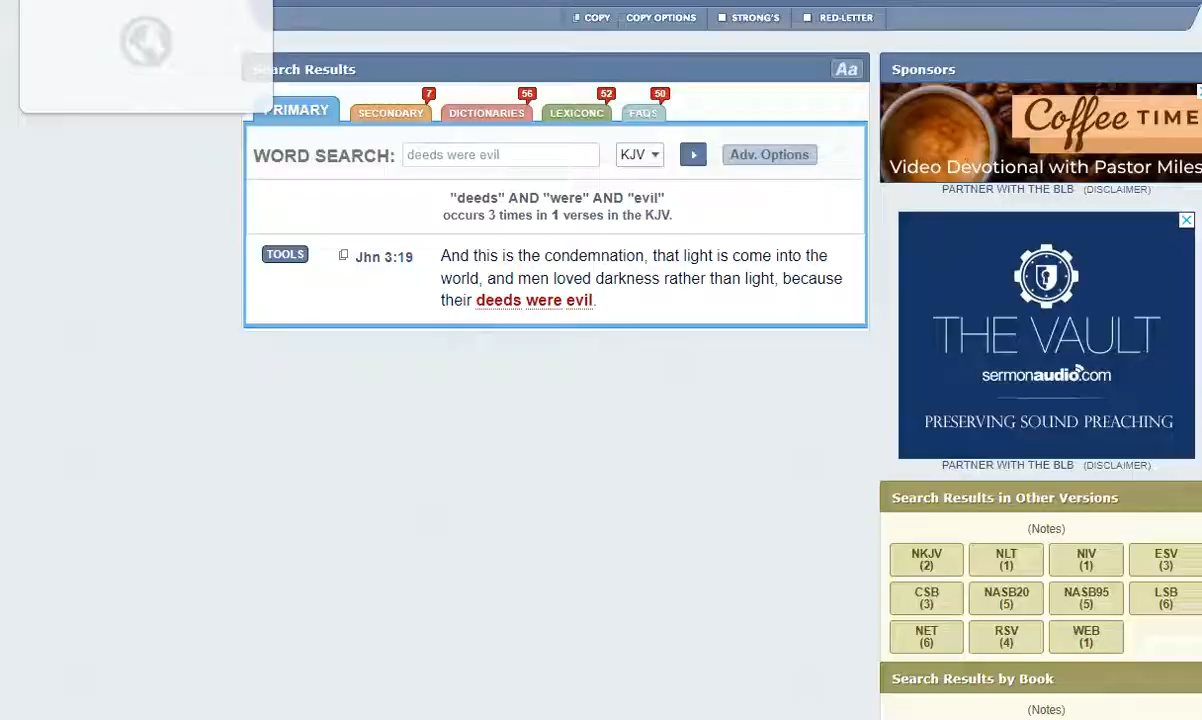 COPY COPY OPTIONS STRONG'S RED-LETTER
Search Results Aa
Sponsors
7 56 52 50
PRIMARY SECONDARY DICTIONARIES LEXICONC FAQS
Coffee TIME
Video Devotional with Pastor Miles
PARTNER WITH THE BLB (DISCLAIMER)
WORD SEARCH: deeds were evil KJV Adv. Options
"deeds" AND "were" AND "evil"
occurs 3 times in 1 verses in the KJV.
TOOLS Jhn 3:19 And this is the condemnation, that light is come into the
world, and men loved darkness rather than light, because
their deeds were evil.
THE VAULT
sermonaudio.com
PRESERVING SOUND PREACHING
PARTNER WITH THE BLB (DISCLAIMER)
Search Results in Other Versions
(Notes)
NKJV NLT NIV ESV
(2) (1) (1) (3)
CSB NASB20 NASB95 LSB
(3) (5) (5) (6)
NET RSV WEB
(6) (4) (1)
Search Results by Book
(Notes)